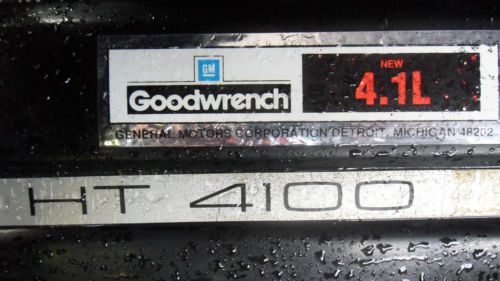 GM
Goodwrench
NEW
4.1L
GENERAL MOTORS CORPORATION DETROIT, MICHIGAN 48202
HT 4100